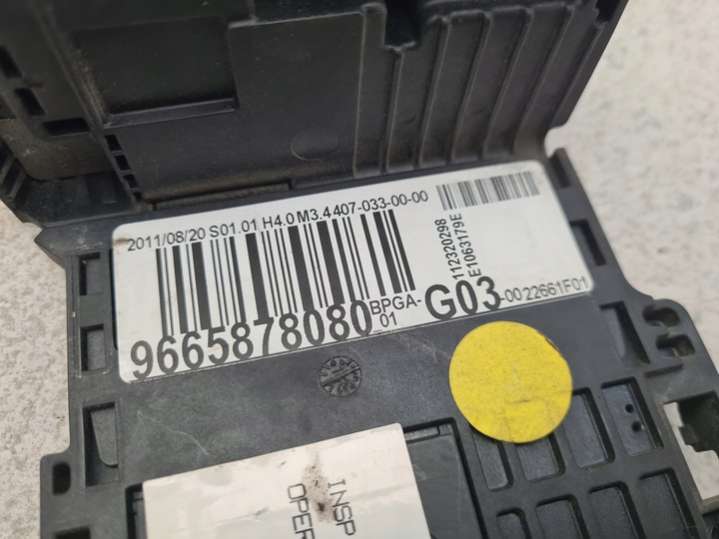 2011/08/20 S01.01 H4.0 M3.4407-033-00-00
112320298
E1063179E
9665878080 BPGA-01 G03-0022661F01
INSP
OPER